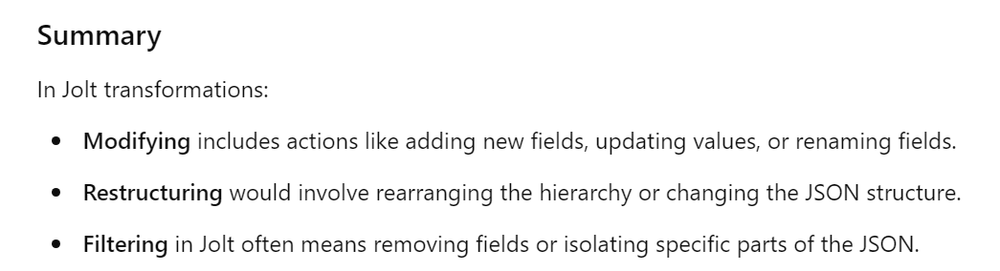 Summary
In Jolt transformations:
• Modifying includes actions like adding new fields, updating values, or renaming fields.
• Restructuring would involve rearranging the hierarchy or changing the JSON structure.
• Filtering in Jolt often means removing fields or isolating specific parts of the JSON.